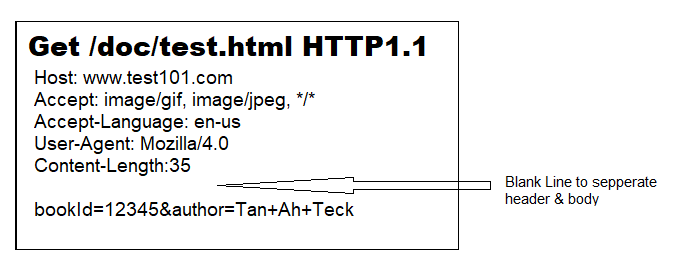 Get /doc/test.html HTTP1.1
Host: www.test101.com
Accept: image/gif, image/jpeg, */*
Accept-Language: en-us
User-Agent: Mozilla/4.0
Content-Length:35
Blank Line to sepperate
header & body
bookId=12345&author=Tan+Ah+Teck